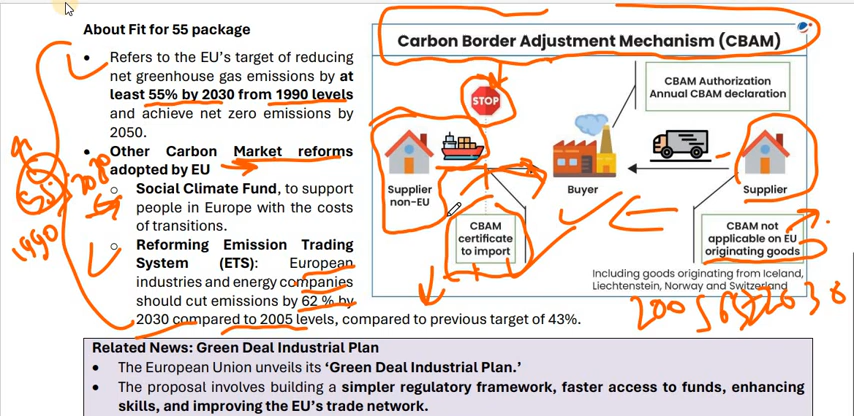 About Fit for 55 package
• Refers to the EU's target of reducing
net greenhouse gas emissions by at
least 55% by 2030 from 1990 levels
and achieve net zero emissions by
2050.
• Other Carbon Market reforms
adopted by EU
o Social Climate Fund, to support
people in Europe with the costs
of transitions.
o Reforming Emission Trading
System (ETS): European
industries and energy companies
should cut emissions by 62 % by
2030 compared to 2005 levels, compared to previous target of 43%.
2030
55
1990
Carbon Border Adjustment Mechanism (CBAM)
CBAM Authorization
Annual CBAM declaration
STOP
Supplier
non-EU
Buyer
Supplier
CBAM
certificate
to import
CBAM not
applicable on EU
originating goods
Including goods originating from Iceland,
Liechtenstein, Norway and Switzerland
2005
Related News: Green Deal Industrial Plan
• The European Union unveils its 'Green Deal Industrial Plan.'
• The proposal involves building a simpler regulatory framework, faster access to funds, enhancing
skills, and improving the EU's trade network.